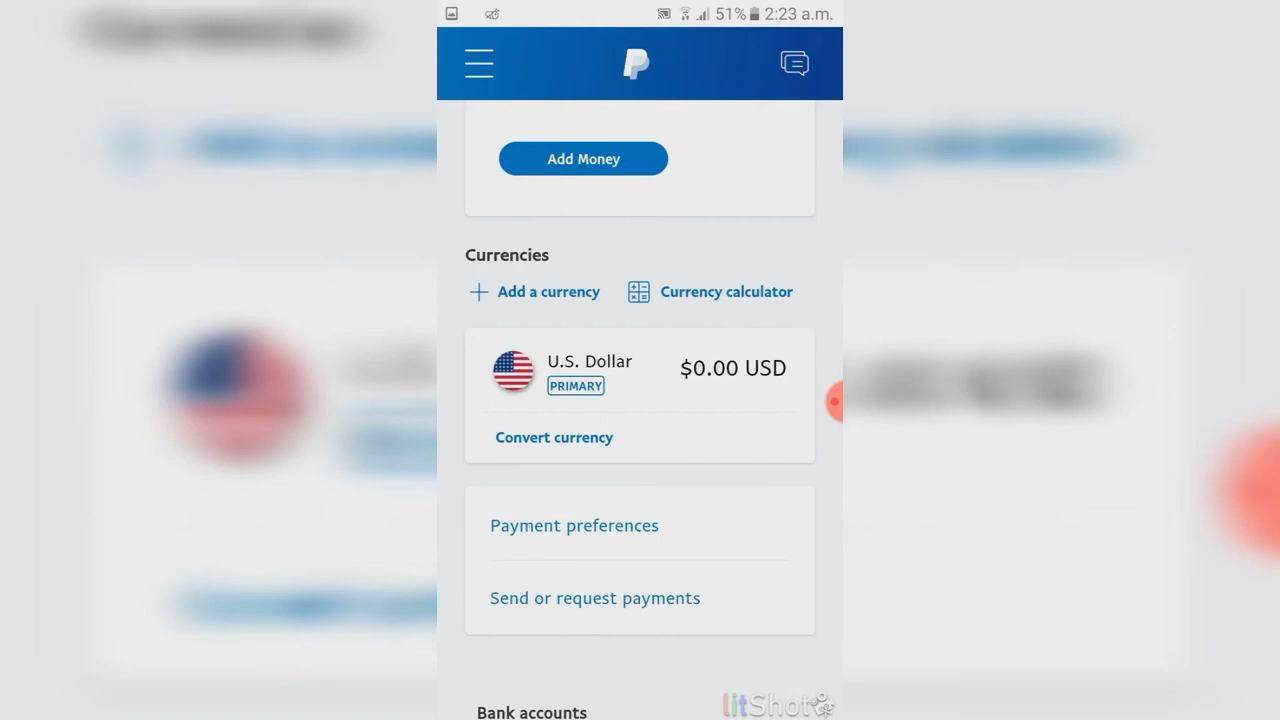 51% 2:23 a.m.
Add Money
Currencies
Add a currency Currency calculator
U.S. Dollar $0.00 USD
PRIMARY
Convert currency
Payment preferences
Send or request payments
Bank accounts
litShot